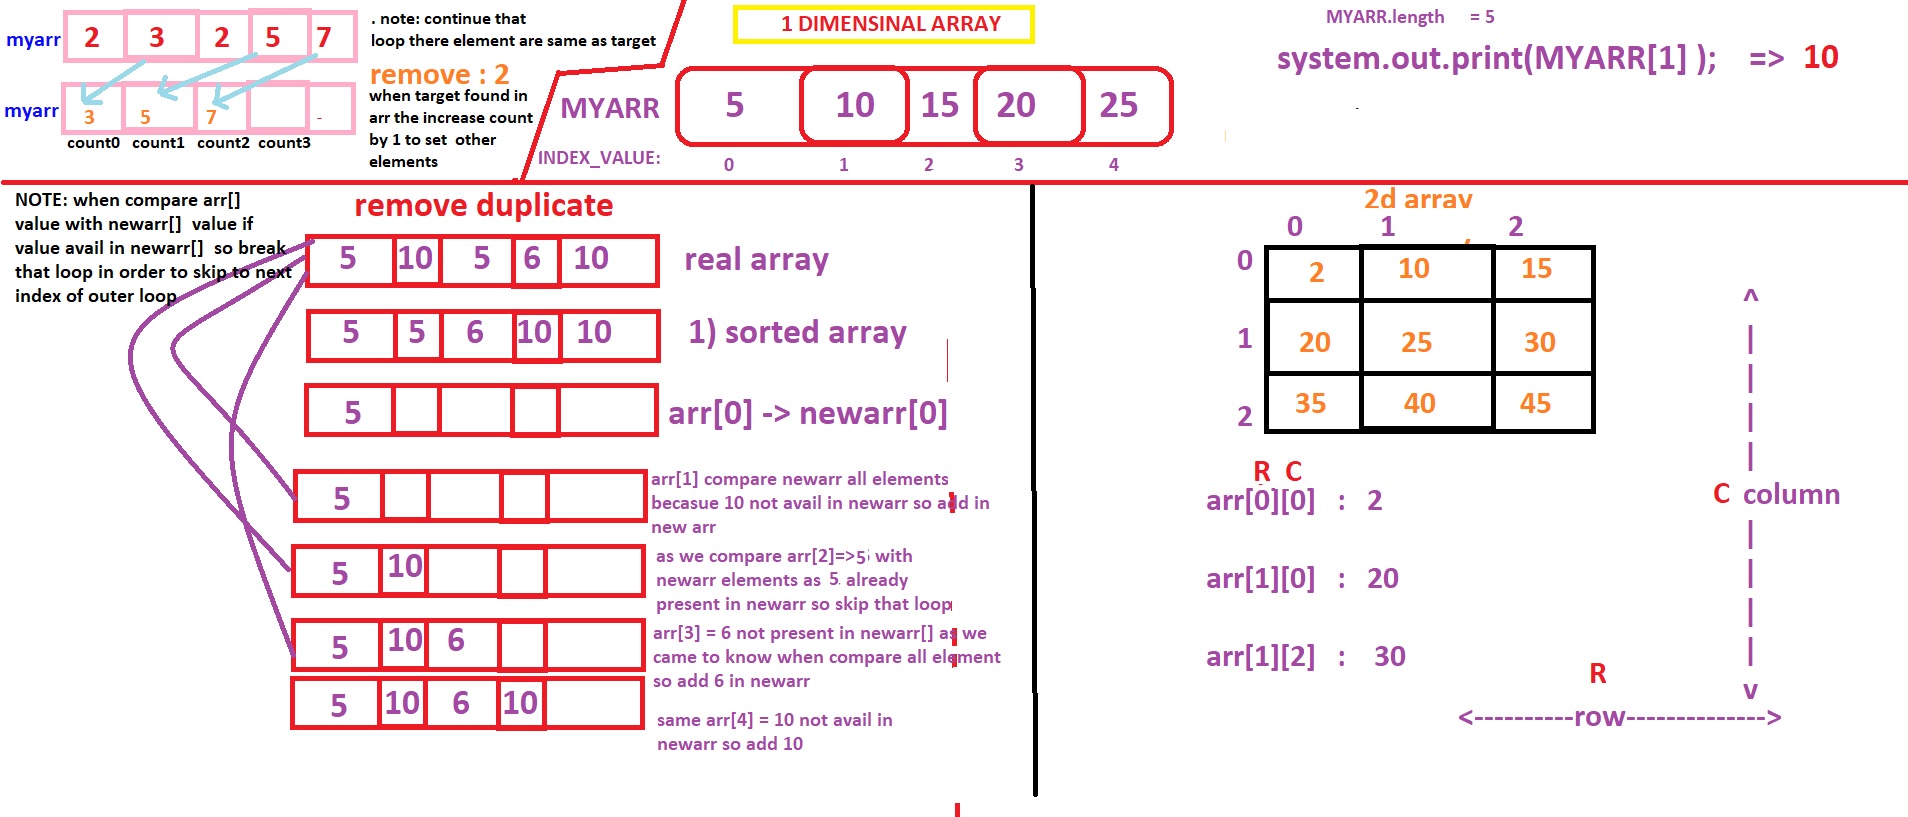 myarr 2 3 2 5 7
myarr 3 5 7 -
count0 count1 count2 count3
. note: continue that
loop there element are same as target
remove : 2
when target found in
arr the increase count
by 1 to set other
elements
1 DIMENSINAL ARRAY
MYARR 5 10 15 20 25
INDEX_VALUE: 0 1 2 3 4
MYARR.length = 5
system.out.print(MYARR[1] ); => 10
NOTE: when compare arr[]
value with newarr[] value if
value avail in newarr[] so break
that loop in order to skip to next
index of outer loop
remove duplicate
5 10 5 6 10 real array
5 5 6 10 10 1) sorted array
5 arr[0] -> newarr[0]
5
arr[1] compare newarr all elements
becasue 10 not avail in newarr so add in
new arr
5 10
as we compare arr[2]=>5 with
newarr elements as 5 already
present in newarr so skip that loop
5 10 6
arr[3] = 6 not present in newarr[] as we
came to know when compare all element
so add 6 in newarr
5 10 6 10
same arr[4] = 10 not avail in
newarr so add 10
2d array
0 1 2
0 2 10 15
1 20 25 30
2 35 40 45
R C
arr[0][0] : 2
arr[1][0] : 20
arr[1][2] : 30
^
|
|
|
|
C column
|
|
|
|
v
R
<----------row-------------->